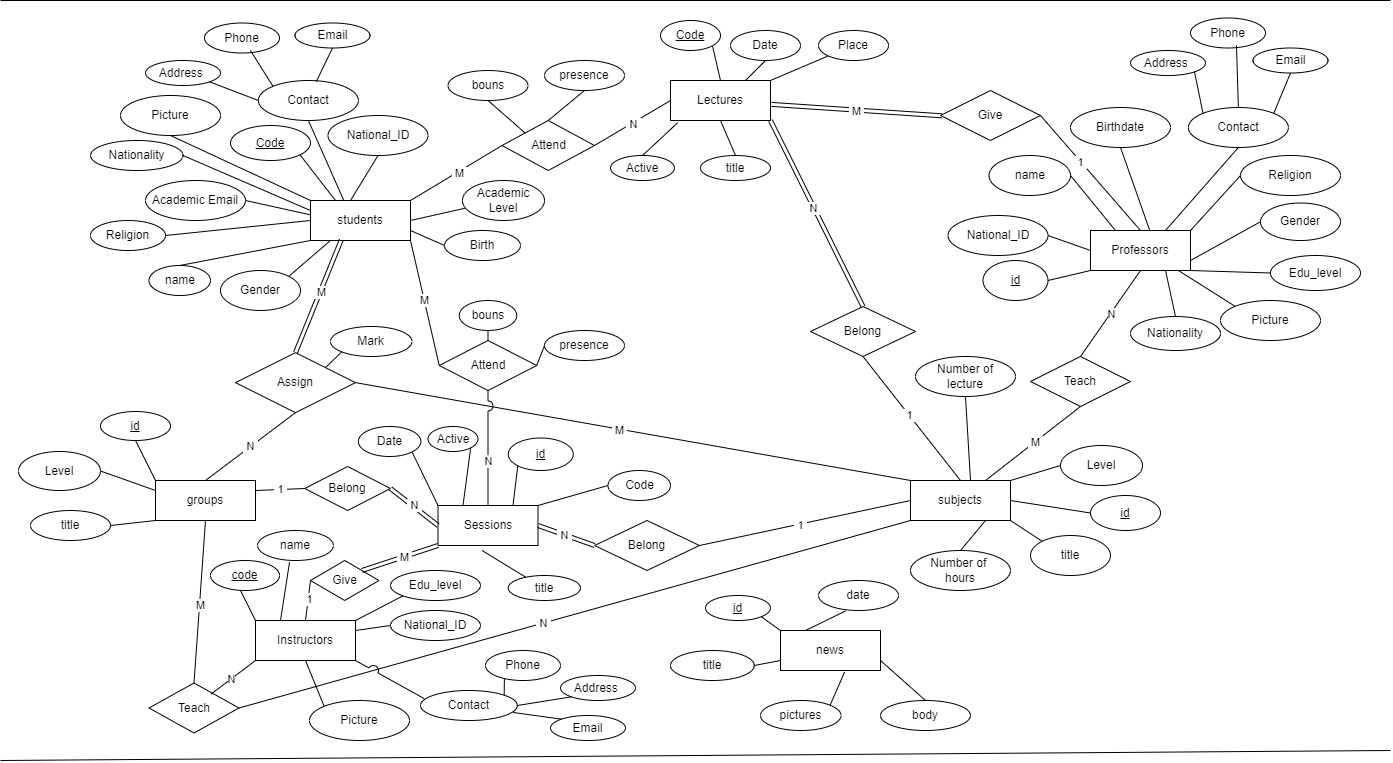 Phone
Email
Address
Contact
Picture
Code
National_ID
Nationality
Academic Email
Religion
name
Gender
students
Academic
Level
Birth
bouns
presence
Attend
M
N
Code
Date
Place
Lectures
Active
title
M
Give
1
Phone
Address
Email
Contact
Birthdate
name
Religion
National_ID
Gender
Professors
id
Edu_level
Nationality
Picture
N
Belong
1
N
Teach
M
M
Mark
Assign
N
M
M
bouns
presence
Attend
N
Number of
lecture
Level
subjects
id
title
Number of
hours
id
Level
groups
title
1
Belong
N
Date
Active
id
Code
Sessions
title
N
Belong
1
M
Give
1
name
code
Edu_level
National_ID
Instructors
Picture
Phone
Address
Contact
Email
M
N
Teach
N
id
date
news
title
pictures
body